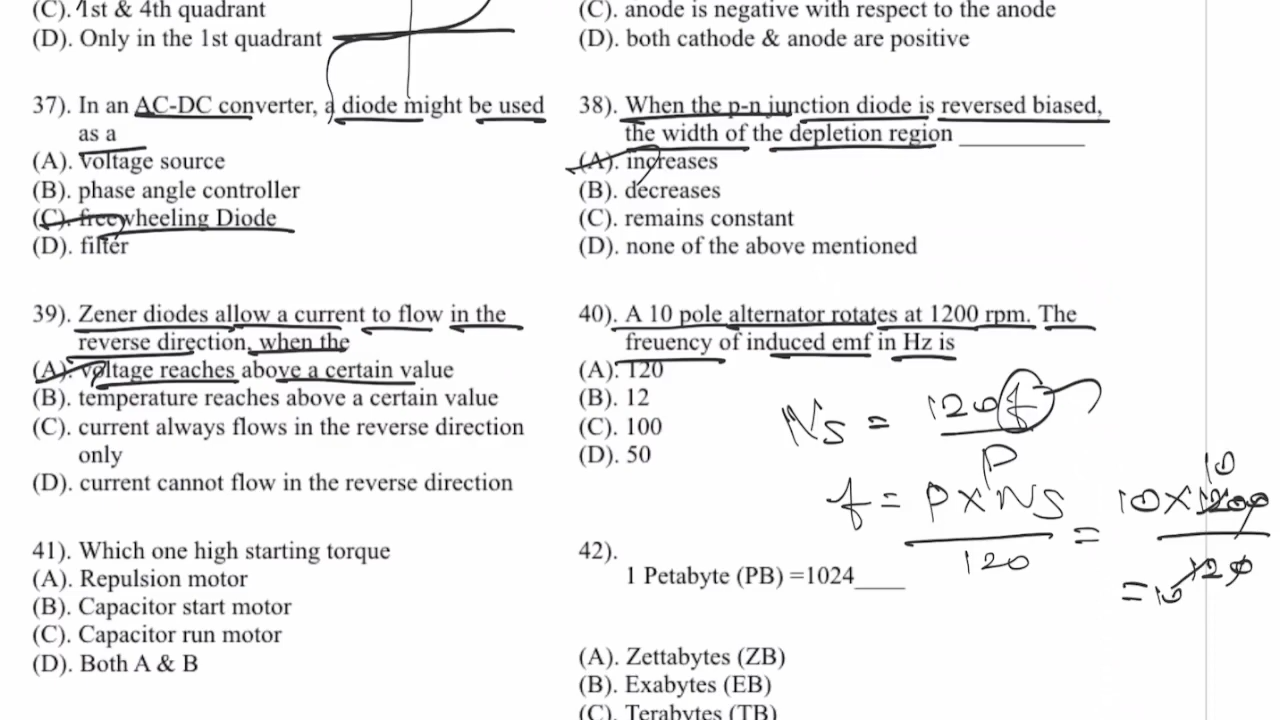 (C). 1st & 4th quadrant
(D). Only in the 1st quadrant
37). In an AC-DC converter, a diode might be used
as a
(A). Voltage source
(B). phase angle controller
(C). freewheeling Diode
(D). filter
39). Zener diodes allow a current to flow in the
reverse direction, when the
(A). voltage reaches above a certain value
(B). temperature reaches above a certain value
(C). current always flows in the reverse direction
only
(D). current cannot flow in the reverse direction
41). Which one high starting torque
(A). Repulsion motor
(B). Capacitor start motor
(C). Capacitor run motor
(D). Both A & B
(C). anode is negative with respect to the anode
(D). both cathode & anode are positive
38). When the p-n junction diode is reversed biased,
the width of the depletion region __________
(A). increases
(B). decreases
(C). remains constant
(D). none of the above mentioned
40). A 10 pole alternator rotates at 1200 rpm. The
freuency of induced emf in Hz is
(A). 120
(B). 12
(C). 100
(D). 50
Ns = 120f
P
10
f = P×Ns = 10×1200
120 120
= 10
42).
1 Petabyte (PB) =1024____
(A). Zettabytes (ZB)
(B). Exabytes (EB)
(C). Terabytes (TB)